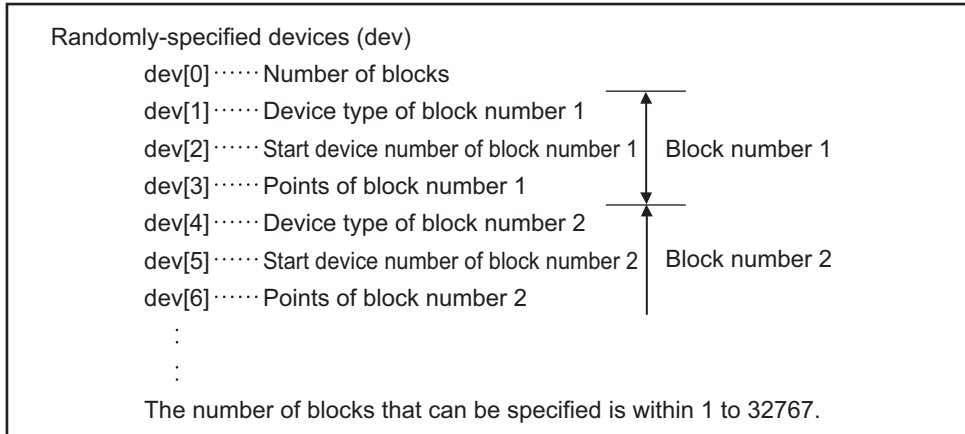 Randomly-specified devices (dev)
dev[0]······Number of blocks
dev[1]······Device type of block number 1
dev[2]······Start device number of block number 1 Block number 1
dev[3]······Points of block number 1
dev[4]······Device type of block number 2
dev[5]······Start device number of block number 2 Block number 2
dev[6]······Points of block number 2
:
:
The number of blocks that can be specified is within 1 to 32767.